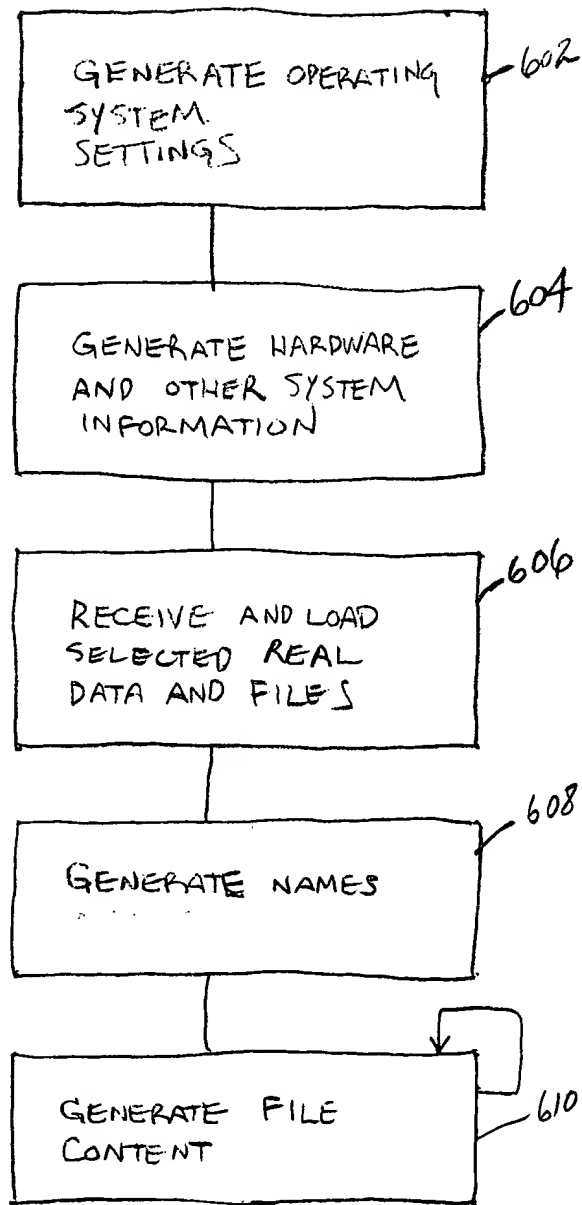 GENERATE OPERATING
SYSTEM
SETTINGS
602
GENERATE HARDWARE
AND OTHER SYSTEM
INFORMATION
604
RECEIVE AND LOAD
SELECTED REAL
DATA AND FILES
606
GENERATE NAMES
608
GENERATE FILE
CONTENT
610